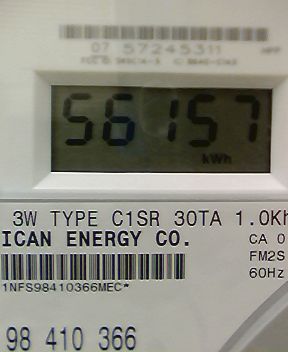 07 57245311
56157
kWh
3W TYPE C1SR 30TA 1.0Kh
ICAN ENERGY CO.
CA 0
FM2S
60Hz
1NFS98410366MEC*
98 410 366